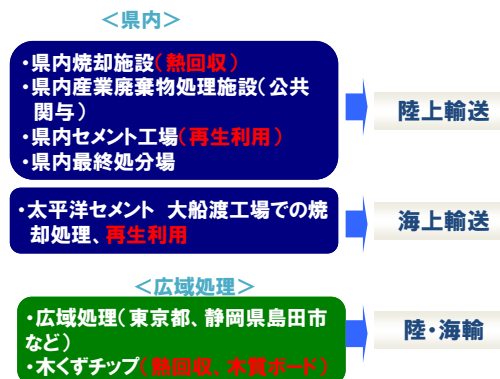 ＜県内＞
・県内焼却施設（熱回収）
・県内産業廃棄物処理施設（公共
関与）
・県内セメント工場（再生利用）
・県内最終処分場
陸上輸送
・太平洋セメント 大船渡工場での焼
却処理、再生利用
海上輸送
＜広域処理＞
・広域処理（東京都、静岡県島田市
など）
・木くずチップ（熱回収、木質ボード）
陸・海輸